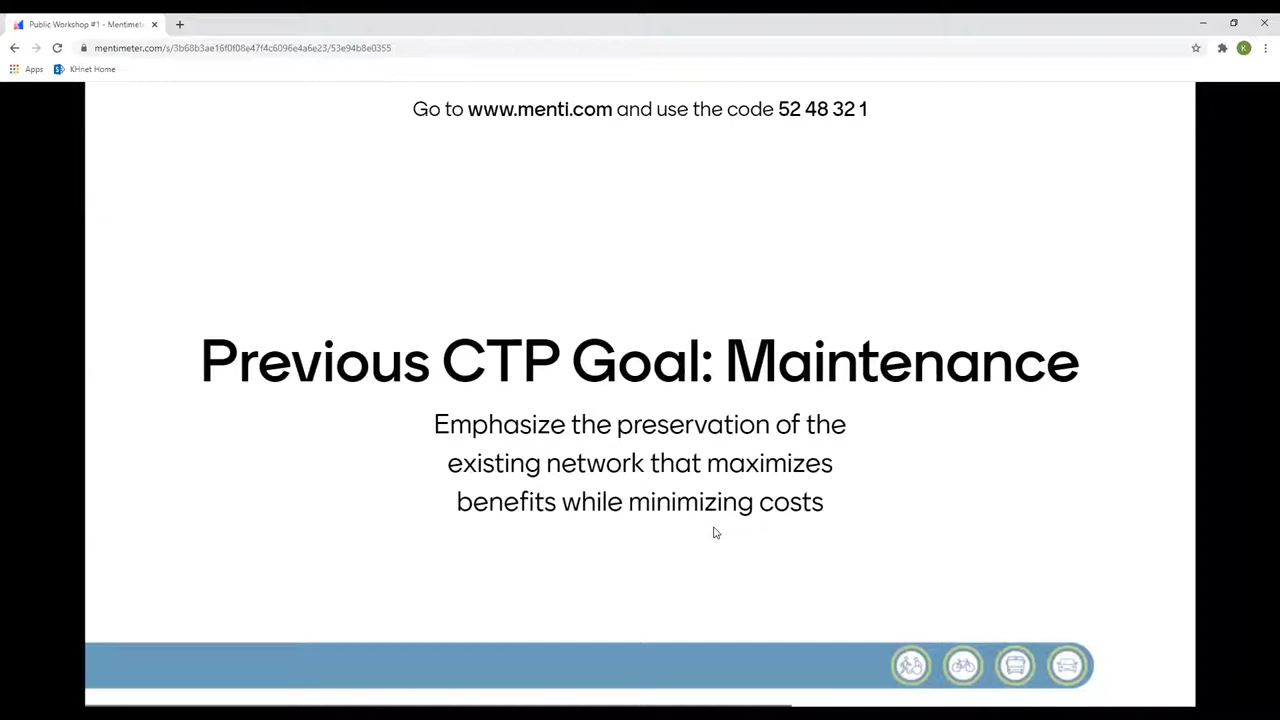 Public Workshop #1 - Mentimete
mentimeter.com/s/3b68b3ae16f0f08e47f4c6096e4a6e23/53e94b8e0355
K
Apps
KHnet Home
Go to www.menti.com and use the code 52 48 32 1
Previous CTP Goal: Maintenance
Emphasize the preservation of the
existing network that maximizes
benefits while minimizing costs